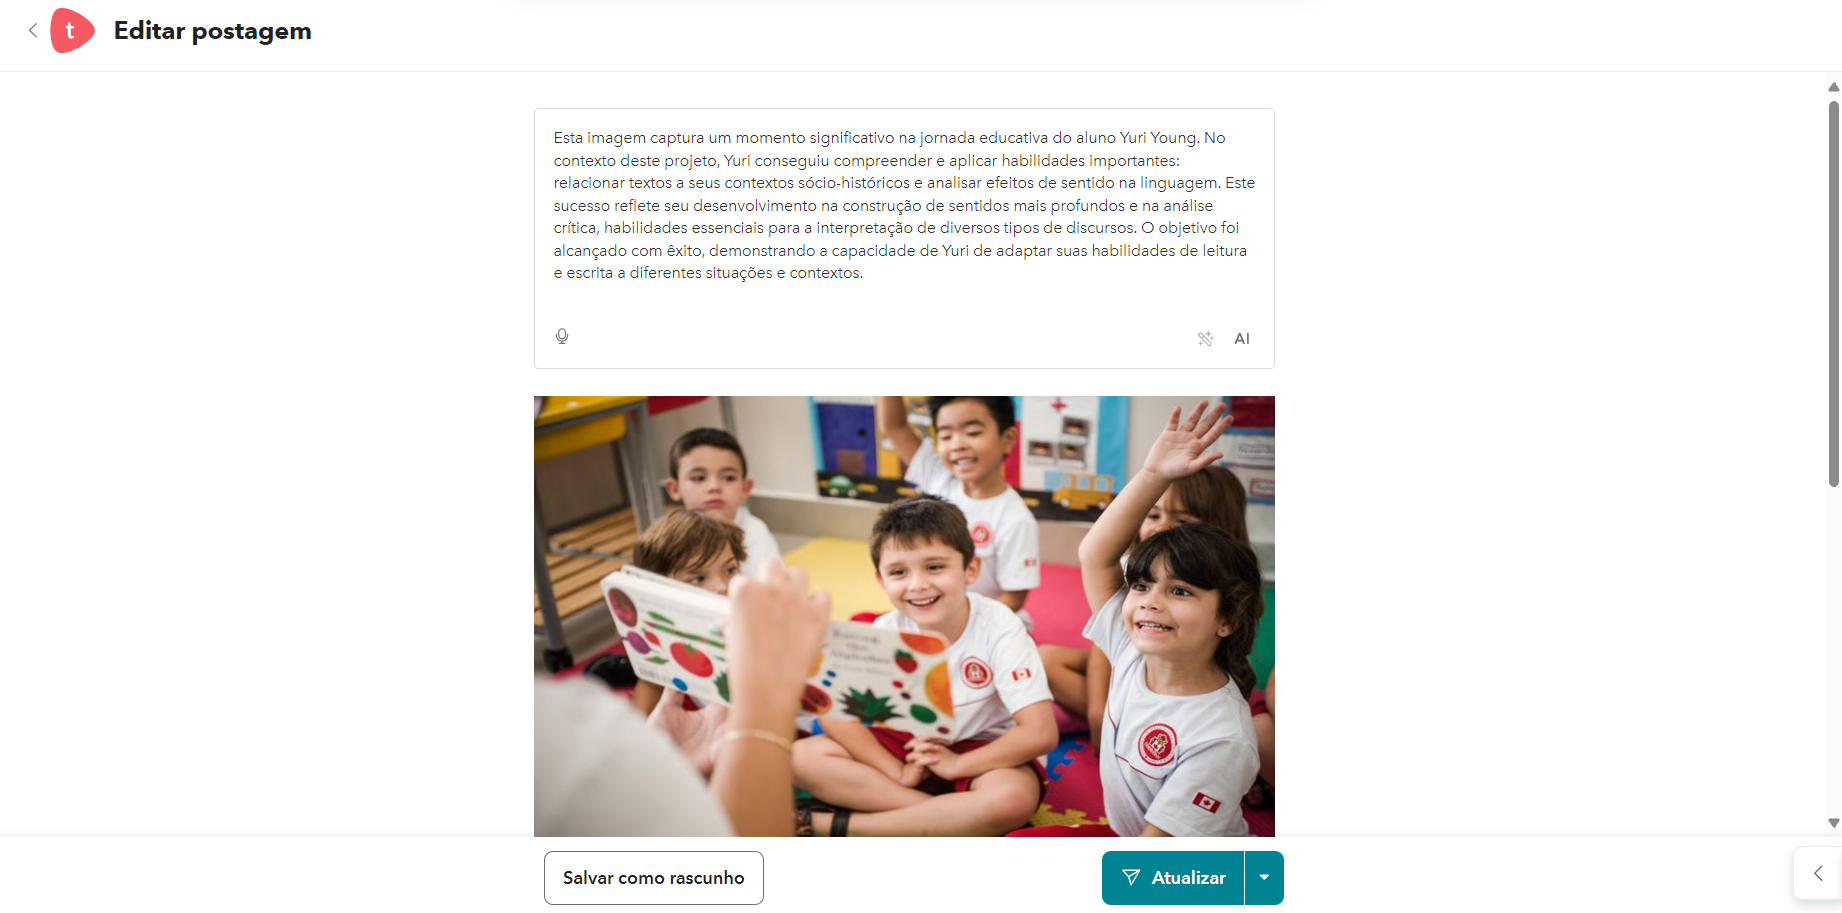 t
Editar postagem
Esta imagem captura um momento significativo na jornada educativa do aluno Yuri Young. No
contexto deste projeto, Yuri conseguiu compreender e aplicar habilidades importantes:
relacionar textos a seus contextos sócio-históricos e analisar efeitos de sentido na linguagem. Este
sucesso reflete seu desenvolvimento na construção de sentidos mais profundos e na análise
crítica, habilidades essenciais para a interpretação de diversos tipos de discursos. O objetivo foi
alcançado com êxito, demonstrando a capacidade de Yuri de adaptar suas habilidades de leitura
e escrita a diferentes situações e contextos.
AI
Eating
the
Alphabet
Salvar como rascunho
Atualizar